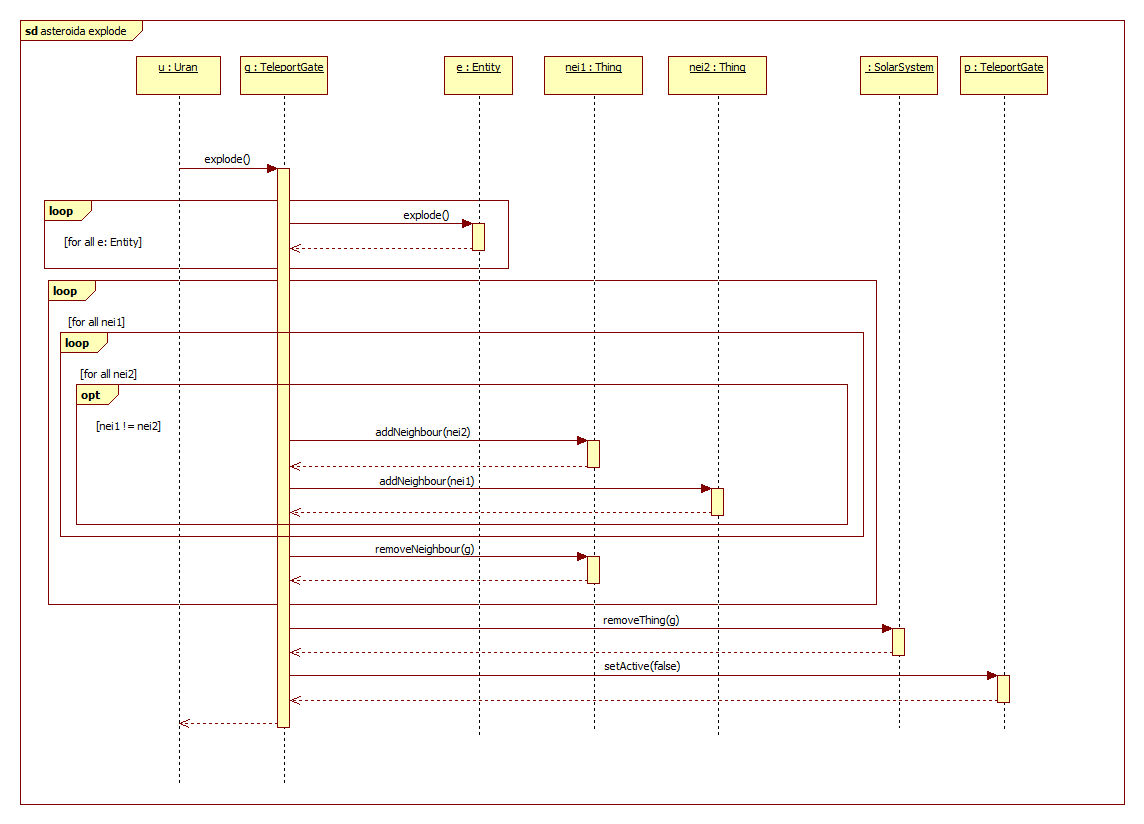 sd asteroida explode
u : Uran
g : TeleportGate
e : Entity
nei1 : Thing
nei2 : Thing
: SolarSystem
p : TeleportGate
explode()
loop
explode()
[for all e: Entity]
loop
[for all nei1]
loop
[for all nei2]
opt
[nei1 != nei2]
addNeighbour(nei2)
addNeighbour(nei1)
removeNeighbour(g)
removeThing(g)
setActive(false)